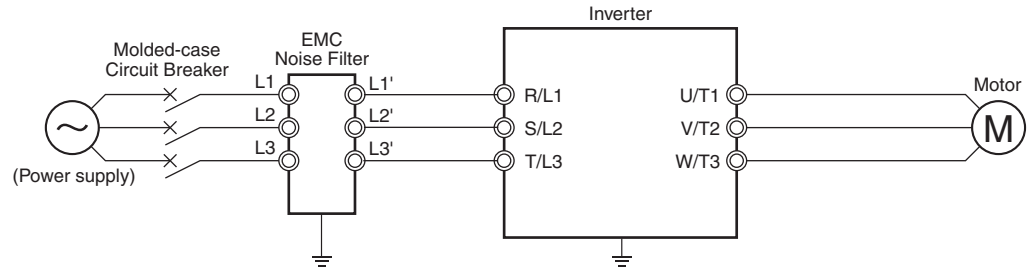 Inverter
EMC
Noise Filter
Molded-case
Circuit Breaker
Motor
L1
L1'
R/L1
U/T1
L2
L2'
S/L2
V/T2
M
L3
L3'
T/L3
W/T3
(Power supply)